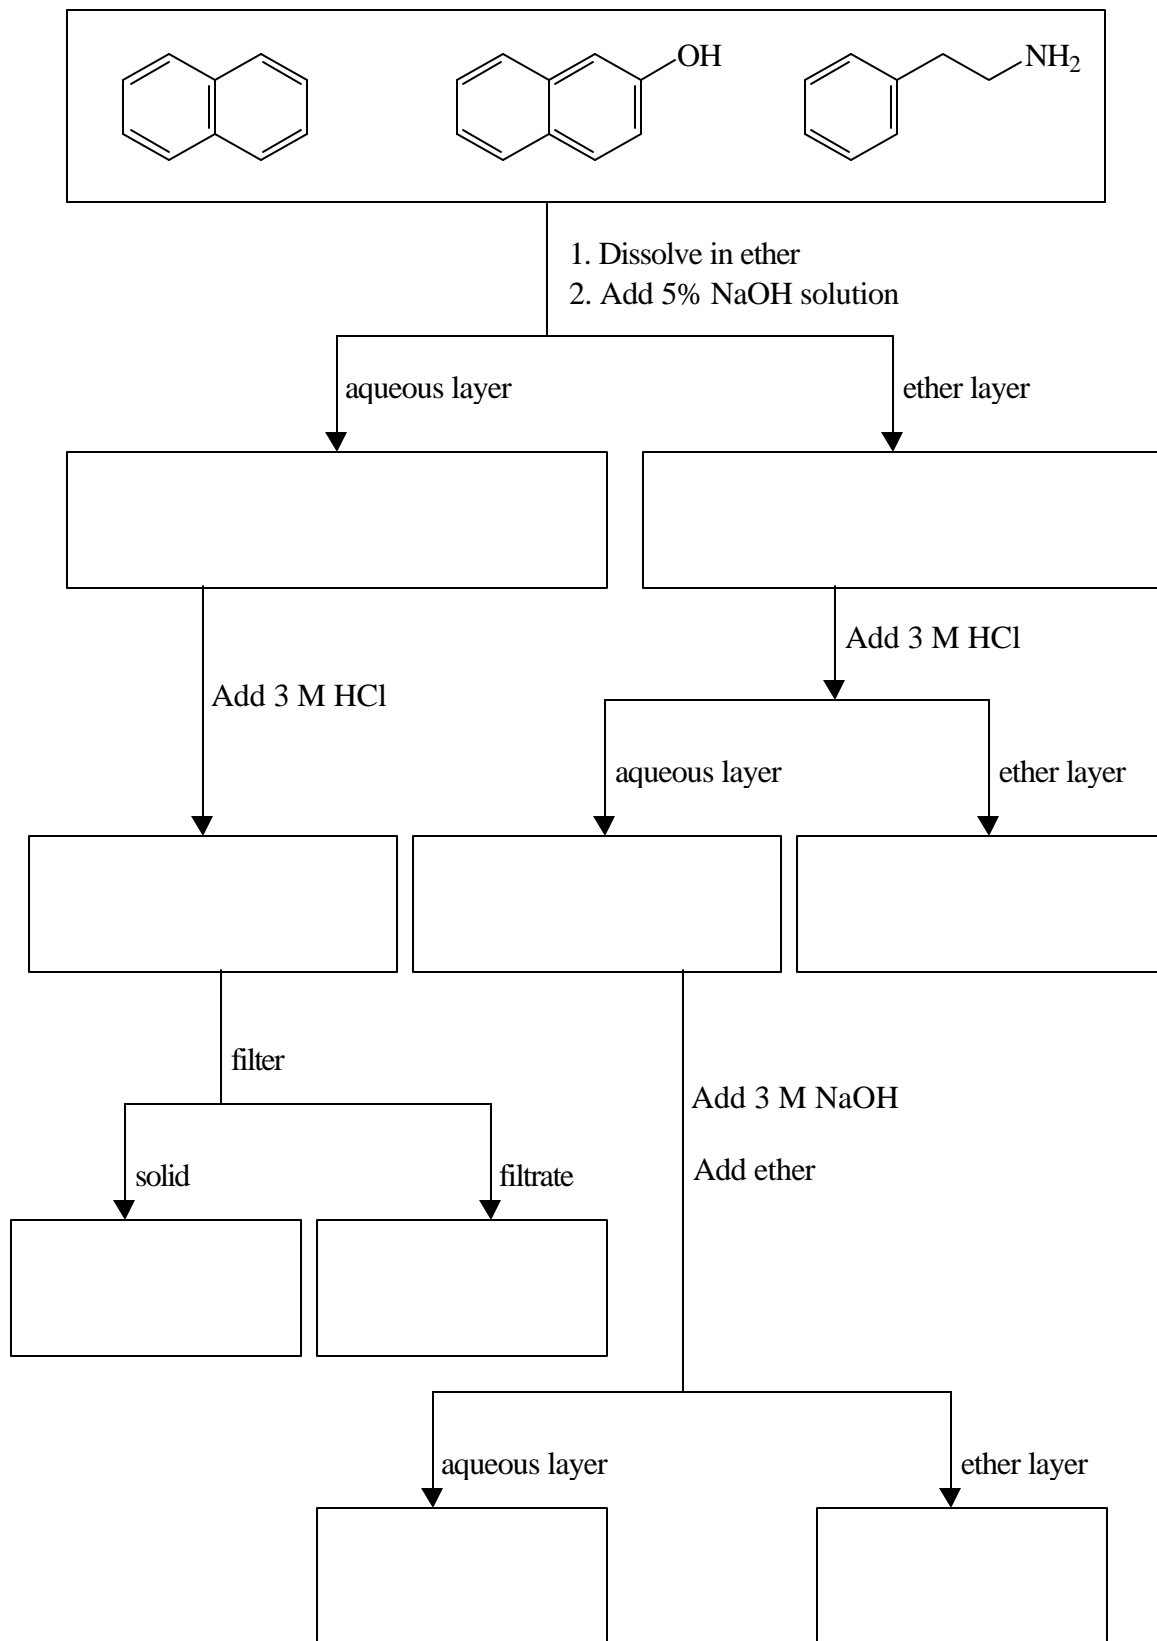 OH
NH2
1. Dissolve in ether
2. Add 5% NaOH solution
aqueous layer
ether layer
Add 3 M HCl
Add 3 M HCl
aqueous layer
ether layer
filter
Add 3 M NaOH
Add ether
solid
filtrate
aqueous layer
ether layer